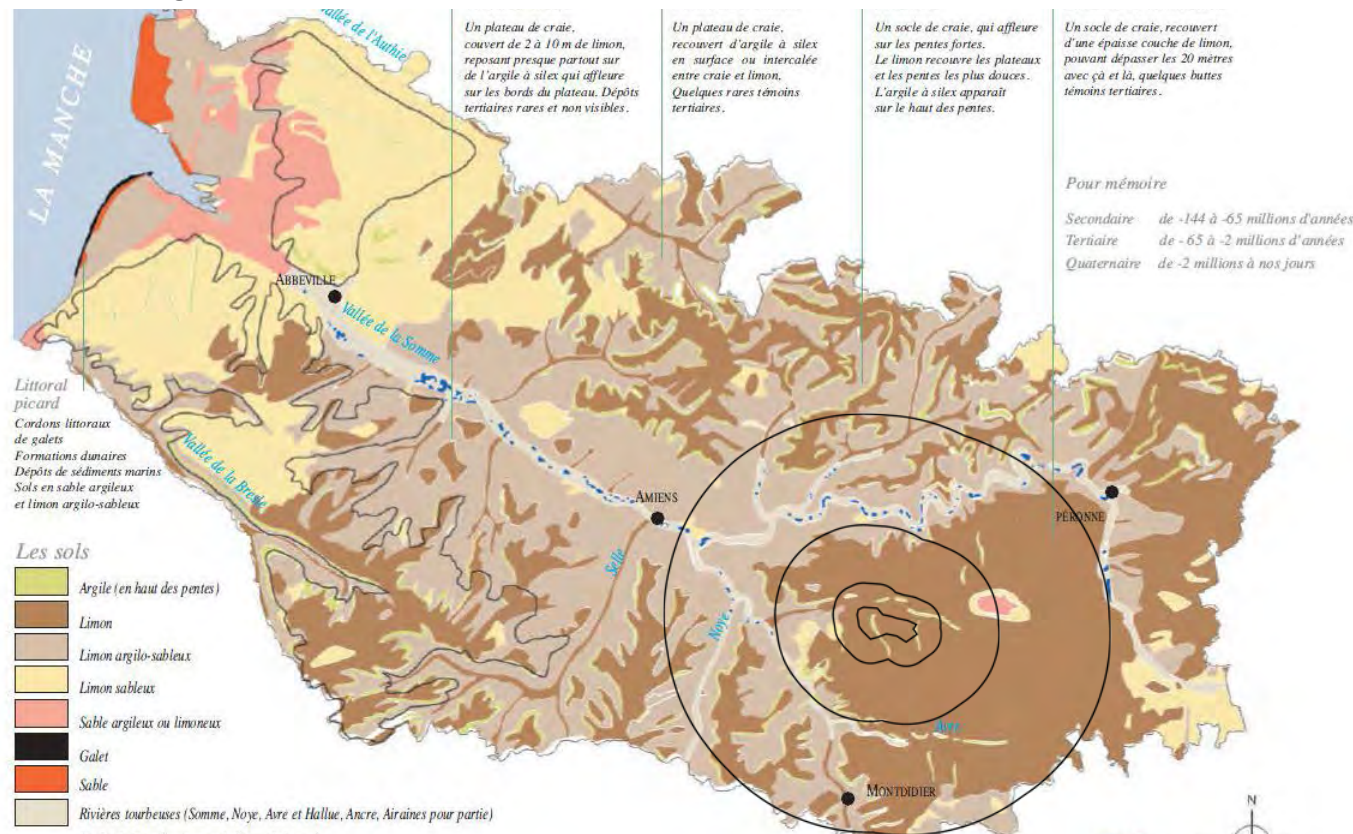 Vallée de l'Authie
Un plateau de craie,
couvert de 2 à 10 m de limon,
reposant presque partout sur
de l'argile à silex qui affleure
sur les bords du plateau. Dépôts
tertiaires rares et non visibles.
Un plateau de craie,
recouvert d'argile à silex
en surface ou intercalée
entre craie et limon,
Quelques rares témoins
tertiaires.
Un socle de craie, qui affleure
sur les pentes fortes.
Le limon recouvre les plateaux
et les pentes les plus douces.
L'argile à silex apparaît
sur le haut des pentes.
Un socle de craie, recouvert
d'une épaisse couche de limon,
pouvant dépasser les 20 mètres
avec çà et là, quelques buttes
témoins tertiaires.
LA MANCHE
Pour mémoire
Secondaire de -144 à -65 millions d'années
Tertiaire de - 65 à -2 millions d'années
Quaternaire de -2 millions à nos jours
ABBEVILLE
Vallée de la Somme
Littoral
picard
Cordons littoraux
de galets
Formations dunaires
Dépôts de sédiments marins
Sols en sable argileux
et limon argilo-sableux
Vallée de la Bresle
AMIENS
PÉRONNE
Selle
Noye
Avre
MONTDIDIER
Les sols
Argile (en haut des pentes)
Limon
Limon argilo-sableux
Limon sableux
Sable argileux ou limoneux
Galet
Sable
Rivières tourbeuses (Somme, Noye, Avre et Hallue, Ancre, Airaines pour partie)
N